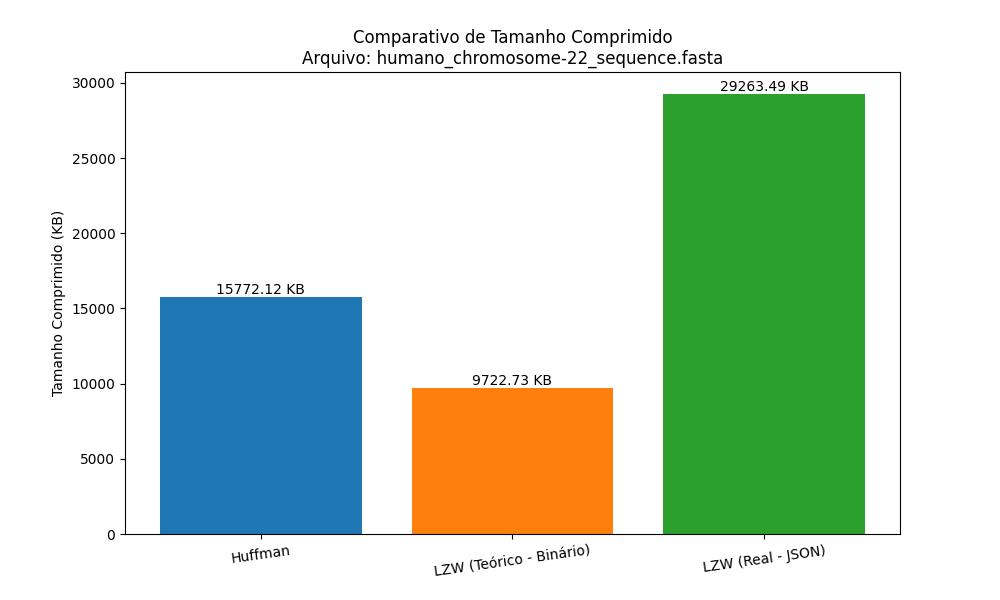 Comparativo de Tamanho Comprimido
Arquivo: humano_chromosome-22_sequence.fasta
Tamanho Comprimido (KB)
30000
25000
20000
15000
10000
5000
0
15772.12 KB
9722.73 KB
29263.49 KB
Huffman
LZW (Teórico - Binário)
LZW (Real - JSON)